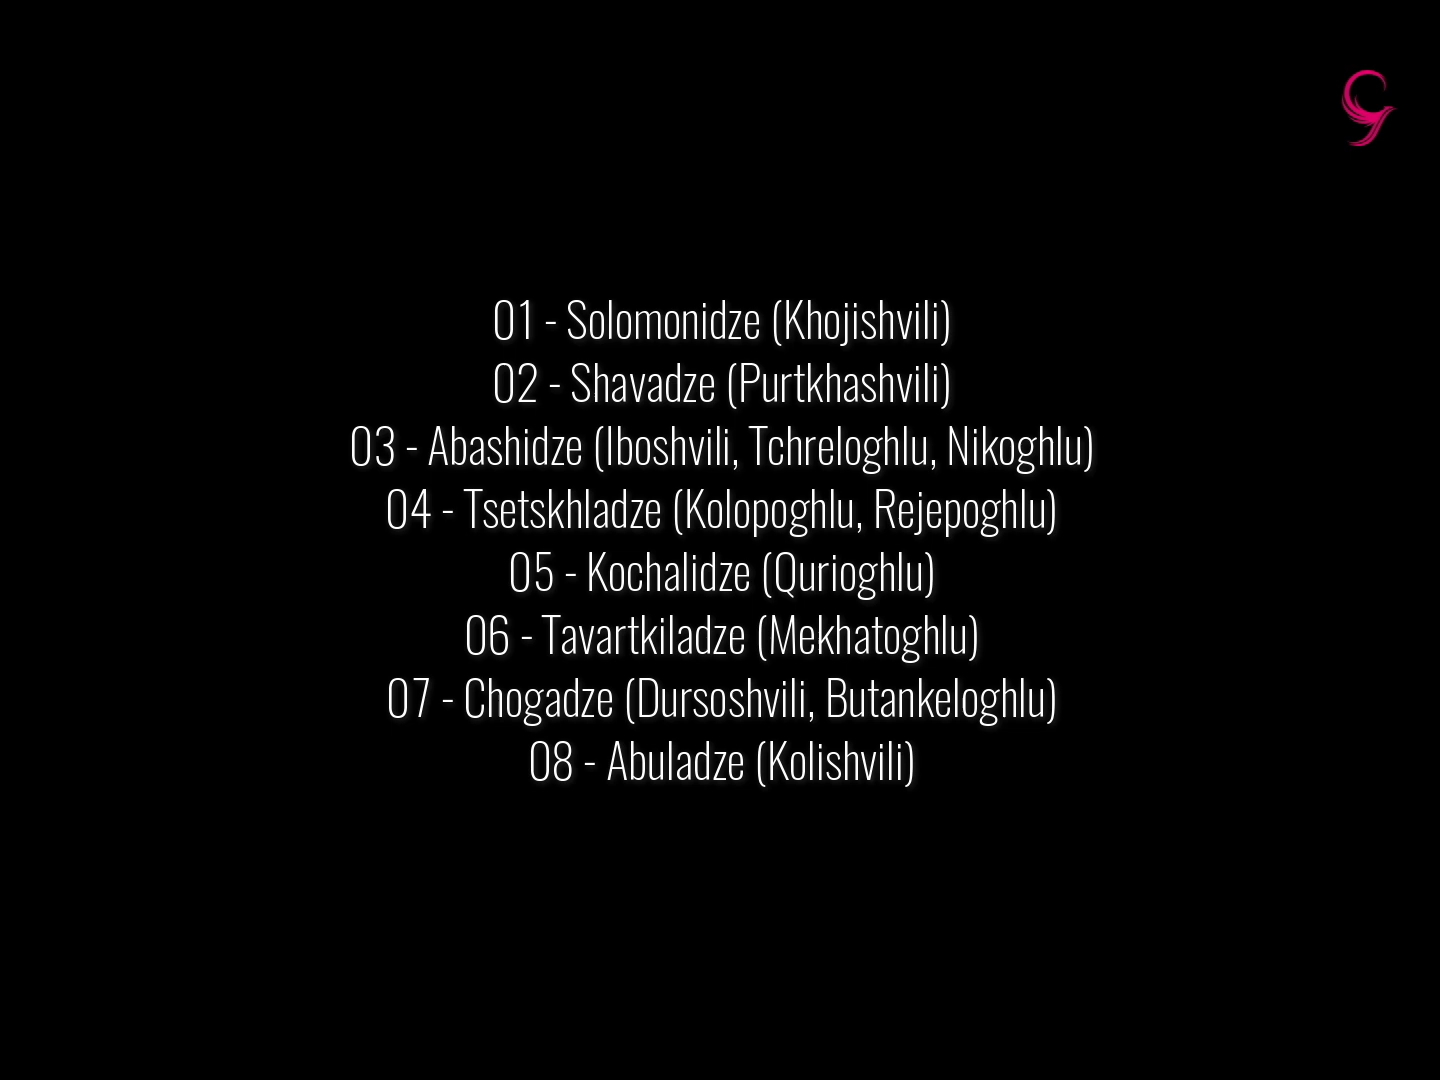 01 - Solomonidze (Khojishvili)
02 - Shavadze (Purtkhashvili)
03 - Abashidze (Iboshvili, Tchreloghlu, Nikoghlu)
04 - Tsetskhladze (Kolopoghlu, Rejepoghlu)
05 - Kochalidze (Qurioghlu)
06 - Tavartkiladze (Mekhatoghlu)
07 - Chogadze (Dursoshvili, Butankeloghlu)
08 - Abuladze (Kolishvili)